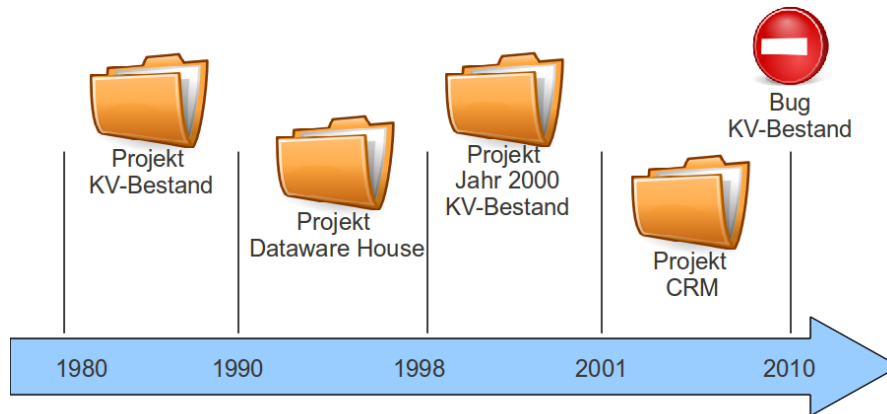 Projekt
KV-Bestand
Projekt
Dataware House
Projekt
Jahr 2000
KV-Bestand
Projekt
CRM
Bug
KV-Bestand
1980
1990
1998
2001
2010